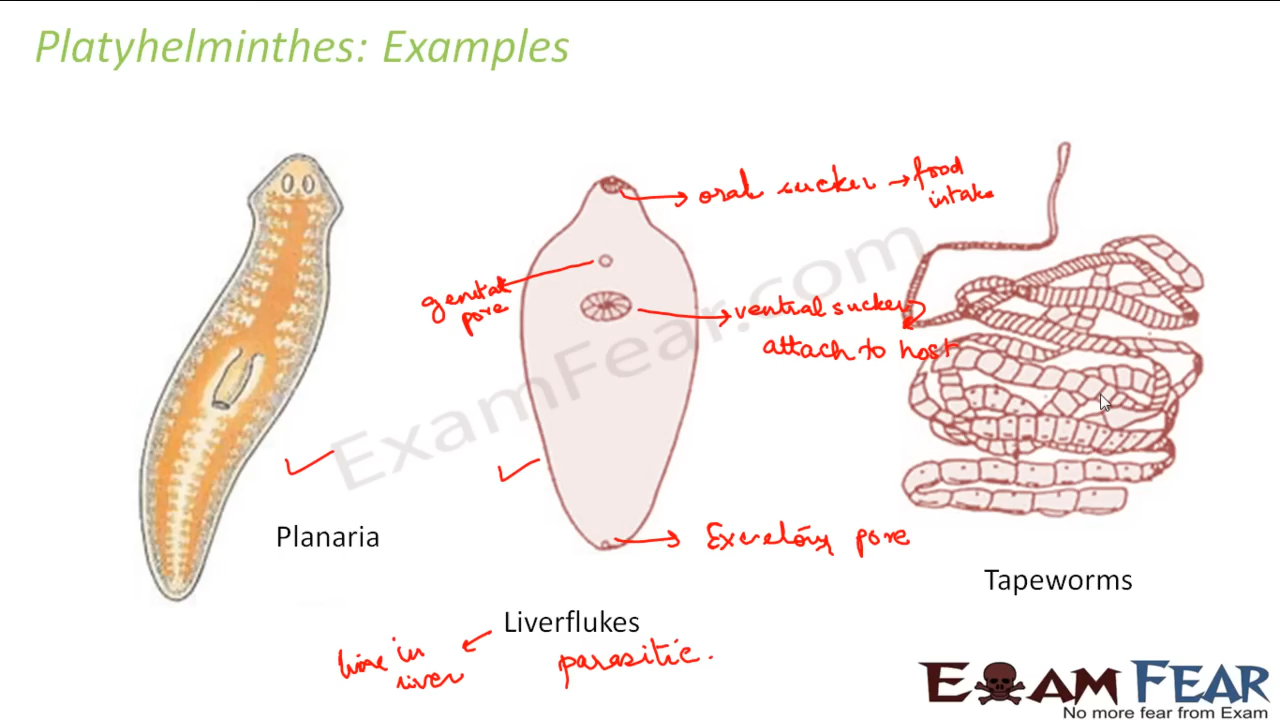 Platyhelminthes: Examples
oral sucker → food
intake
genital
pore
ventral sucker
attach to host
ExamFear.com
Excretory pore
Planaria
Tapeworms
Liverflukes
live in
river
parasitic.
EXAM FEAR
No more fear from Exam